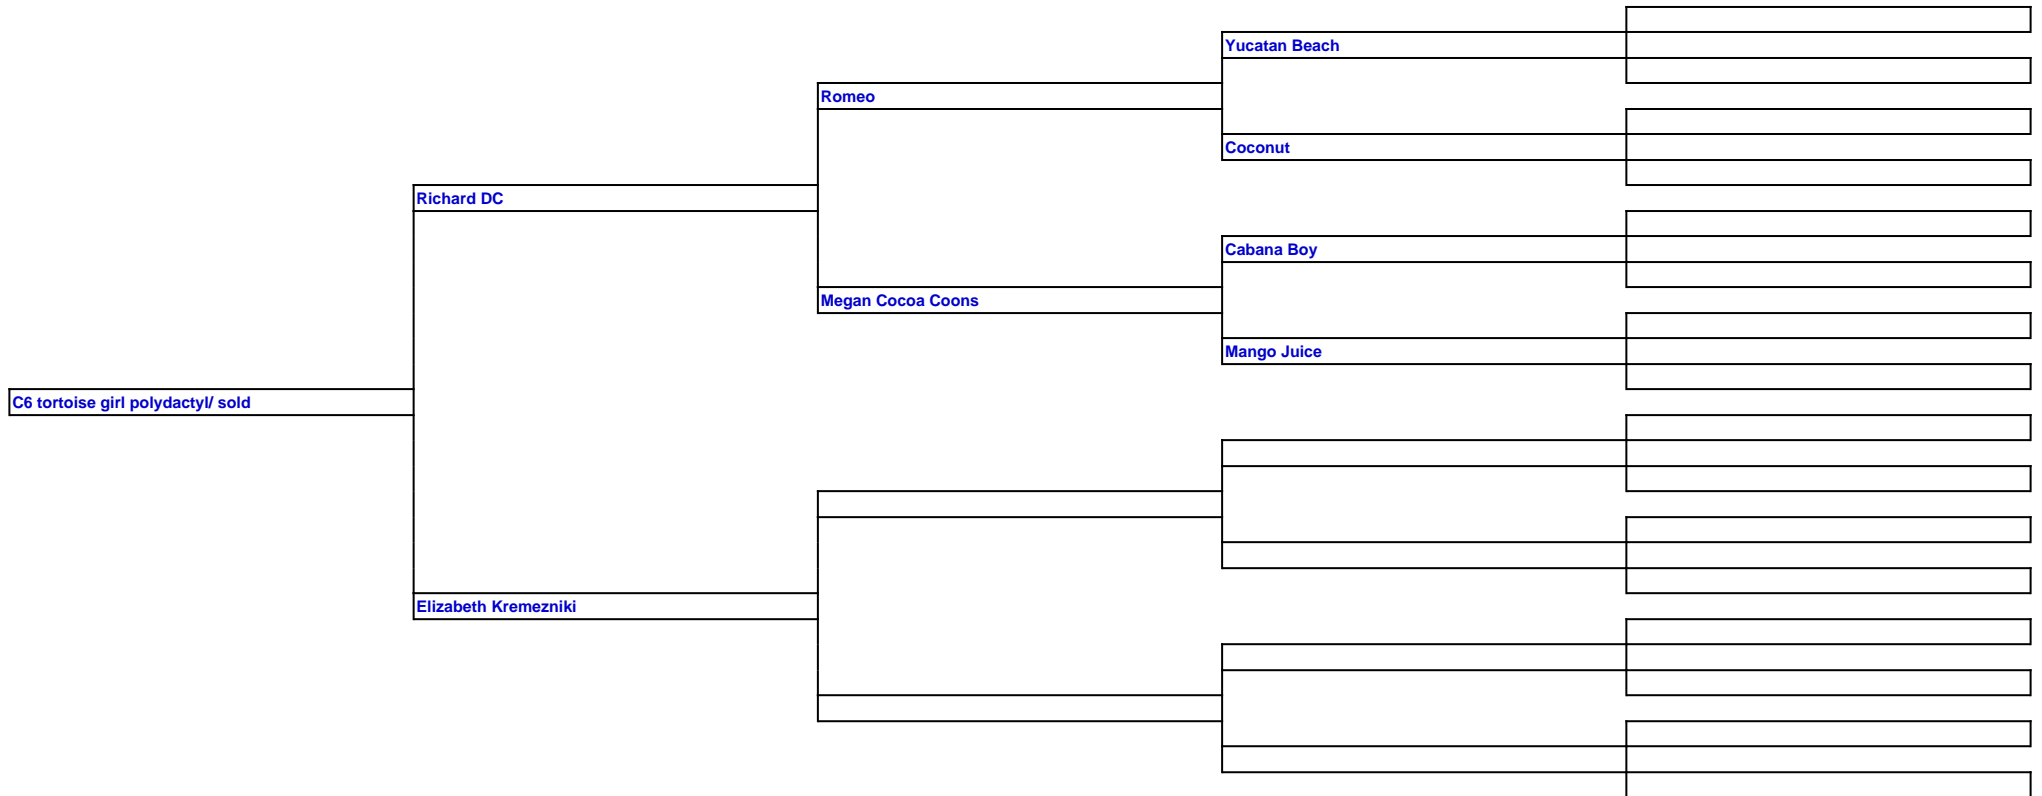 Yucatan Beach
Romeo
Coconut
Richard DC
Cabana Boy
Megan Cocoa Coons
Mango Juice
C6 tortoise girl polydactyl/ sold
Elizabeth Kremezniki